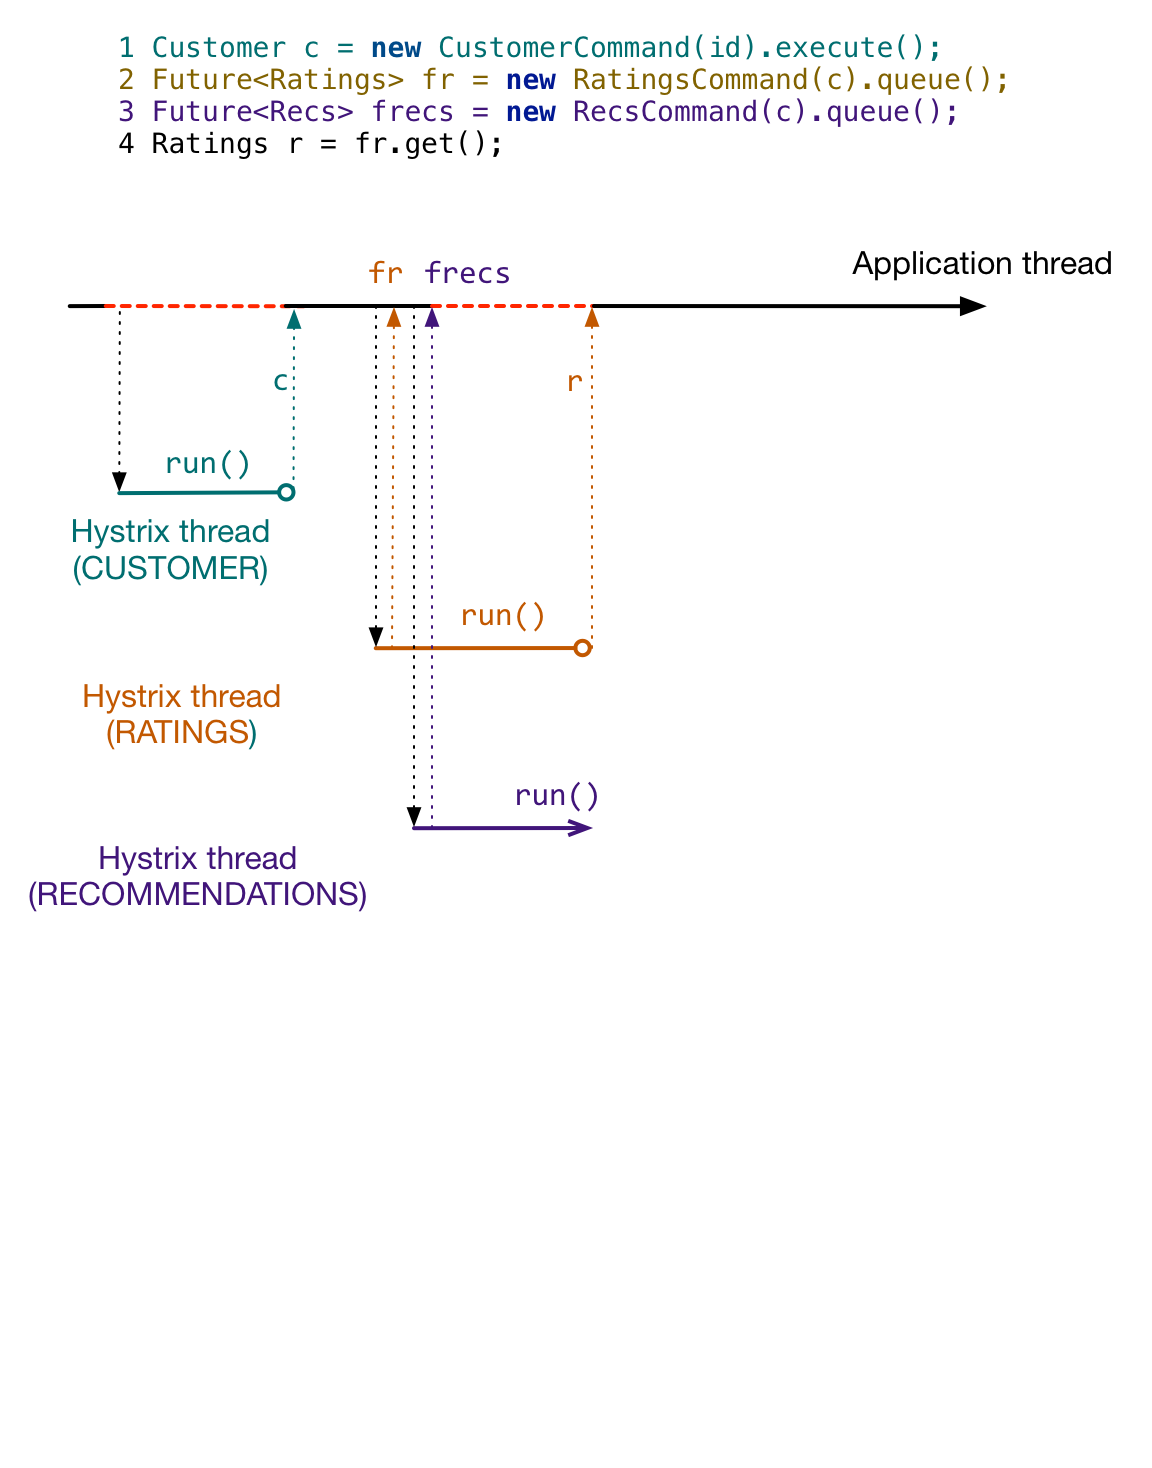 1 Customer c = new CustomerCommand(id).execute();
2 Future<Ratings> fr = new RatingsCommand(c).queue();
3 Future<Recs> frecs = new RecsCommand(c).queue();
4 Ratings r = fr.get();
Application thread
fr frecs
c
r
run()
Hystrix thread
(CUSTOMER)
run()
Hystrix thread
(RATINGS)
run()
Hystrix thread
(RECOMMENDATIONS)